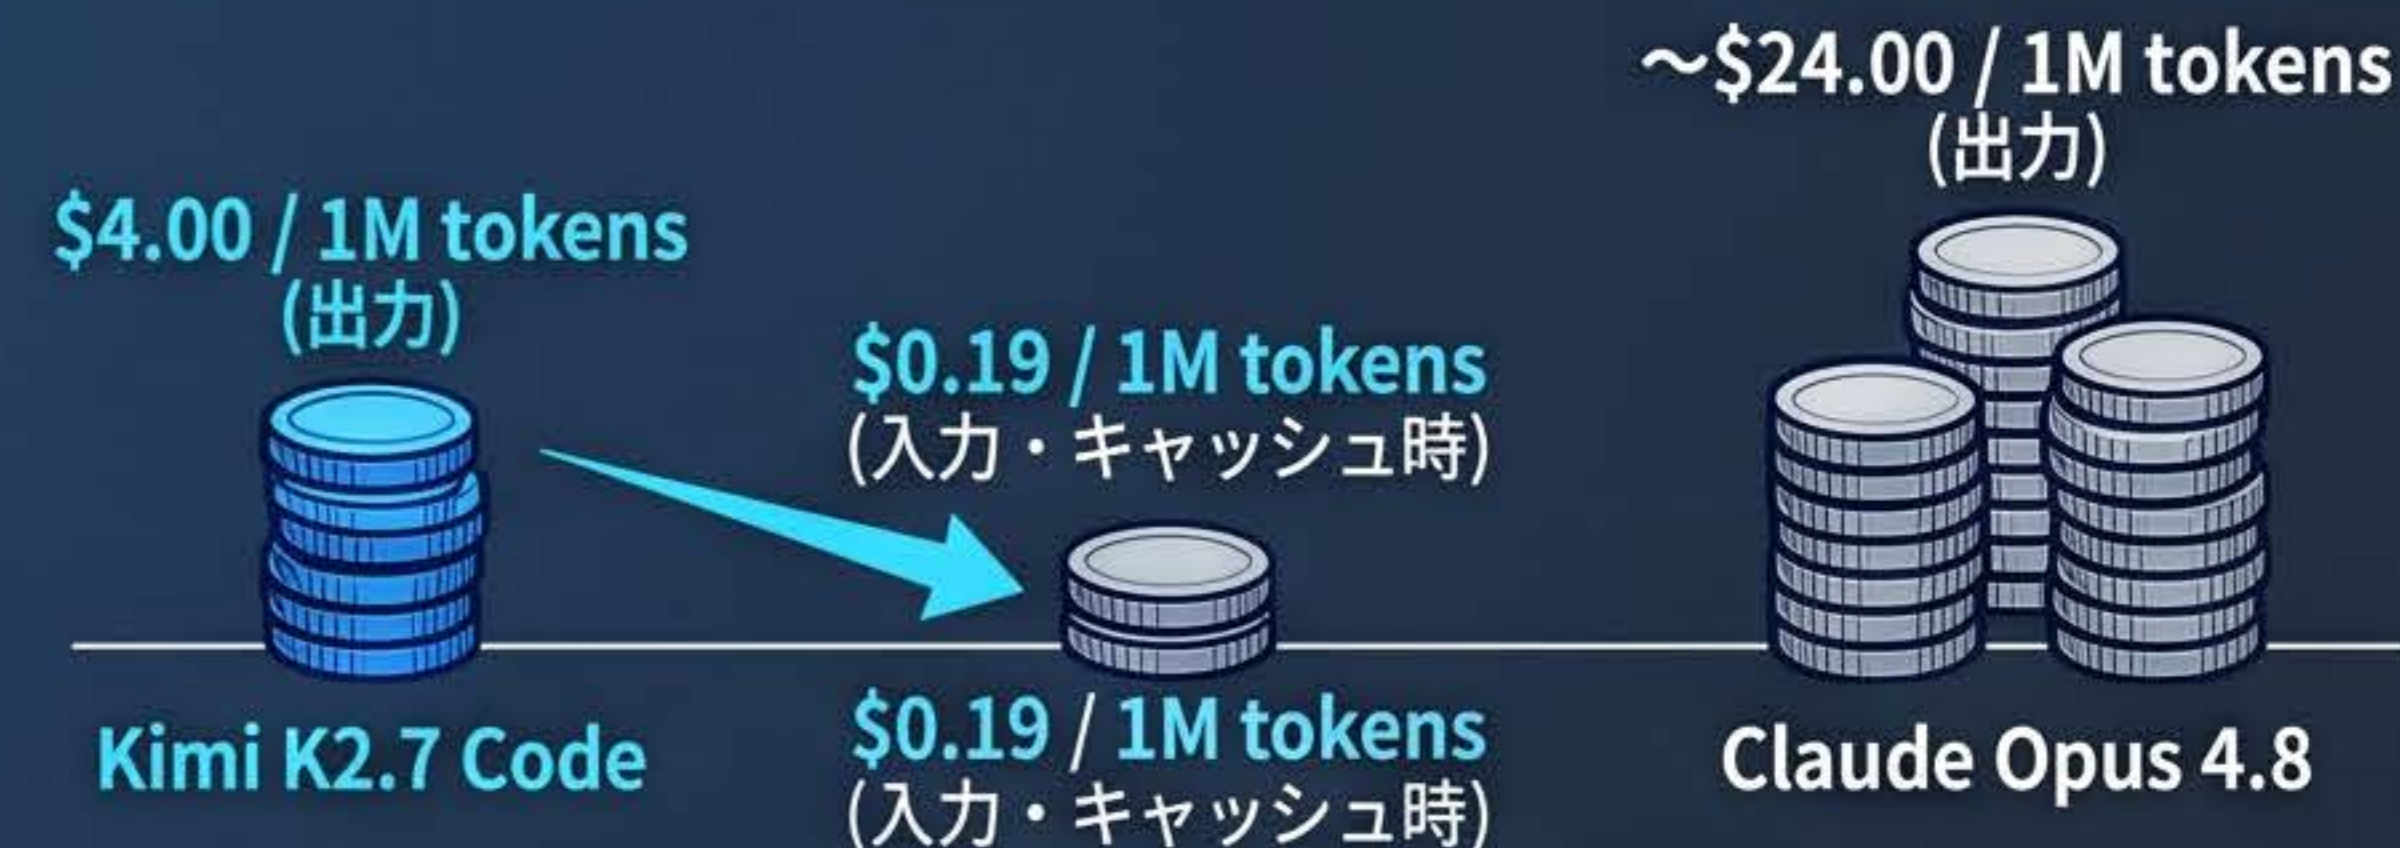 $4.00 / 1M tokens
(出力)
Kimi K2.7 Code
$0.19 / 1M tokens
(入力・キャッシュ時)
$0.19 / 1M tokens
(入力・キャッシュ時)
～$24.00 / 1M tokens
(出力)
Claude Opus 4.8